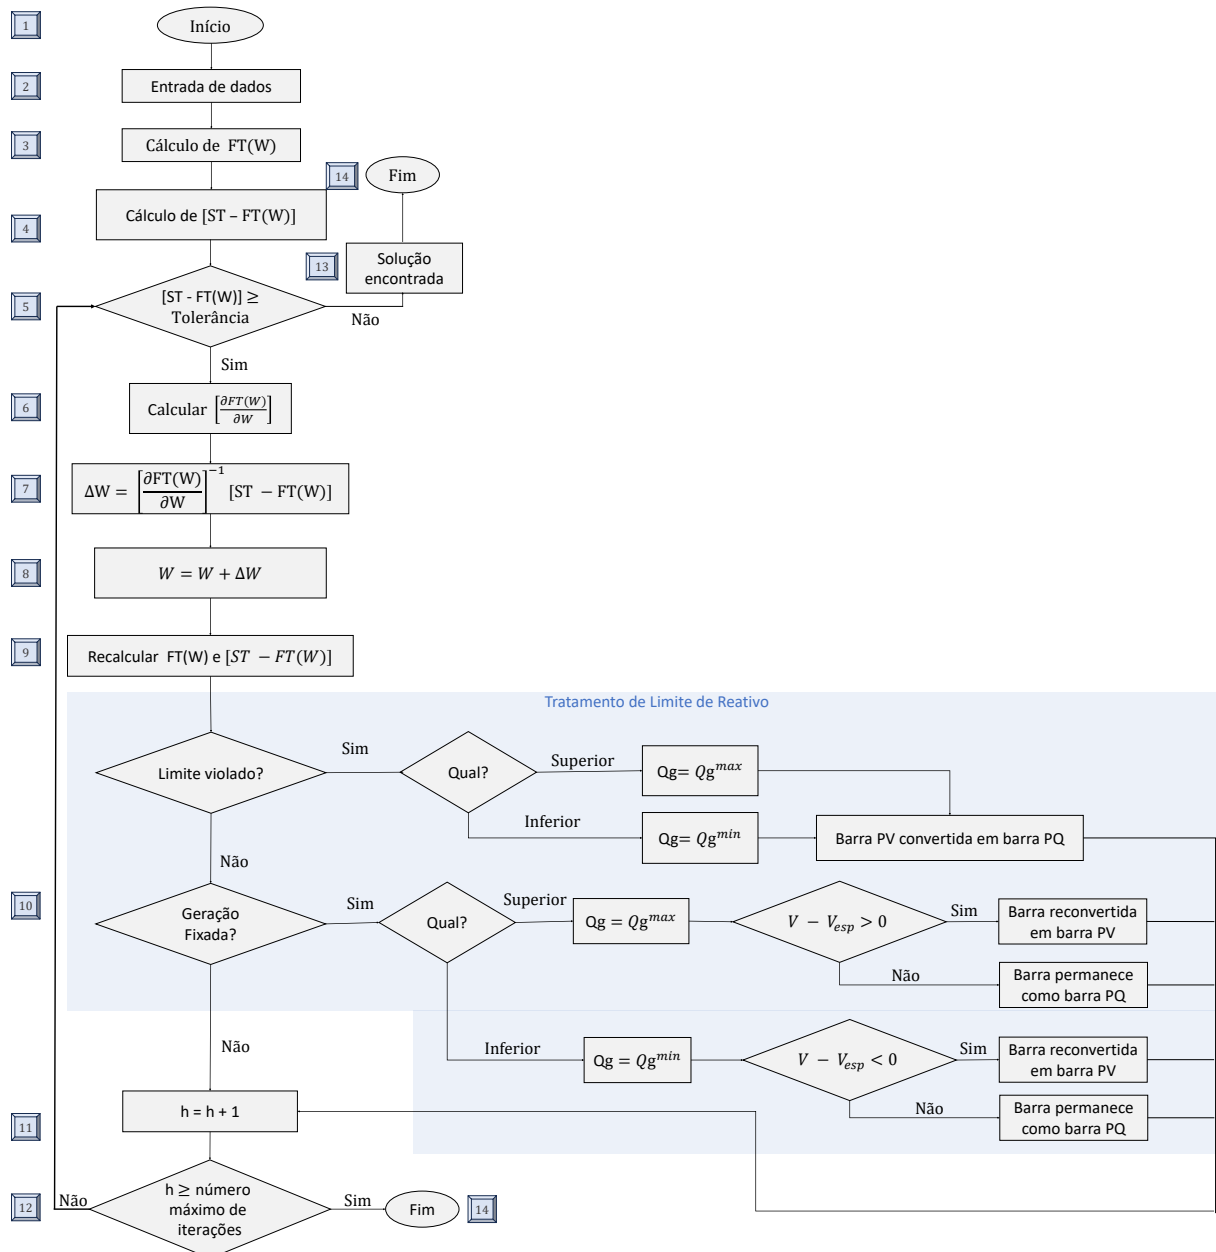 1
Início
2
Entrada de dados
3
Cálculo de FT(W)
14
Fim
4
Cálculo de [ST – FT(W)]
13
Solução
encontrada
5
[ST - FT(W)] ≥
Tolerância
Não
Sim
6
Calcular [∂FT(W)/∂W]
7
ΔW = [∂FT(W)/∂W]⁻¹ [ST – FT(W)]
8
W = W + ΔW
9
Recalcular FT(W) e [ST – FT(W)]
Tratamento de Limite de Reativo
Limite violado?
Sim
Qual?
Superior
Qg= Qg^max
Inferior
Qg= Qg^min
Barra PV convertida em barra PQ
Não
10
Geração
Fixada?
Sim
Qual?
Superior
Qg = Qg^max
V – V_esp > 0
Sim
Barra reconvertida
em barra PV
Não
Barra permanece
como barra PQ
Não
Inferior
Qg = Qg^min
V – V_esp < 0
Sim
Barra reconvertida
em barra PV
Não
Barra permanece
como barra PQ
11
h = h + 1
12
Não
h ≥ número
máximo de
iterações
Sim
Fim
14